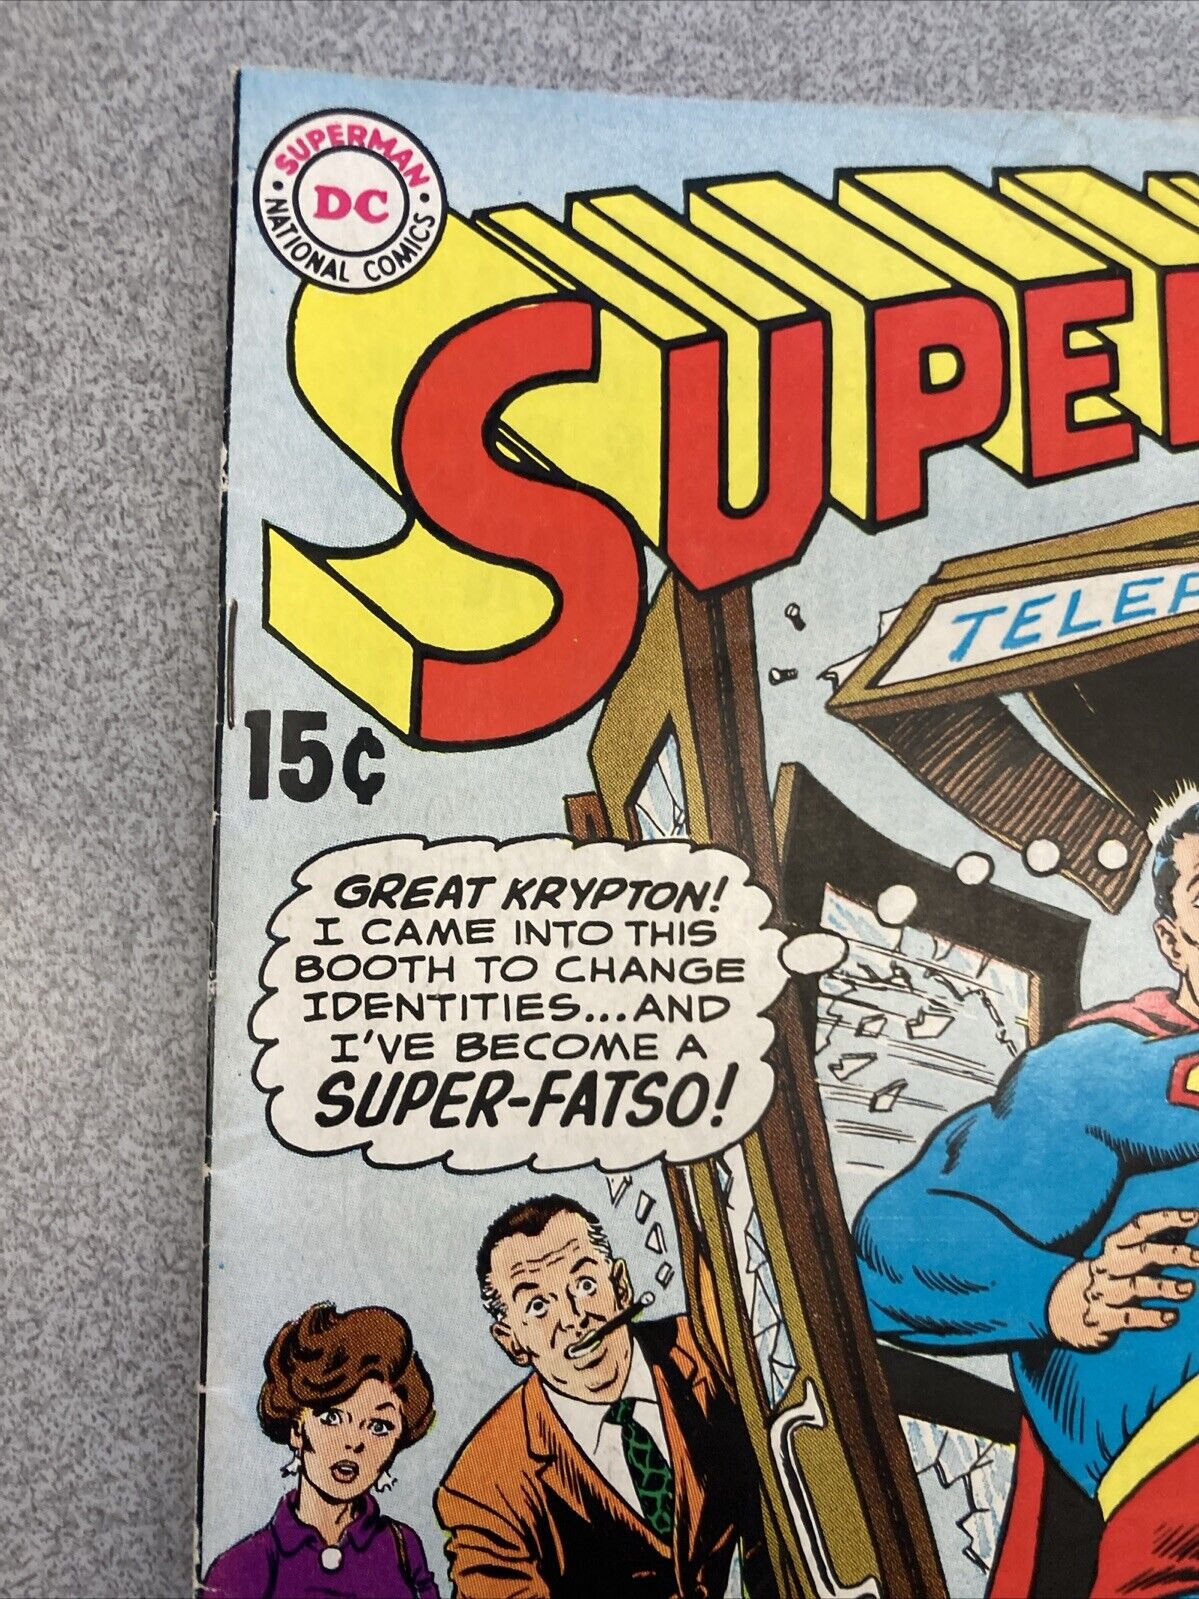 SUPERMAN
DC
NATIONAL COMICS
SUPE
TELEP
15¢
GREAT KRYPTON!
I CAME INTO THIS
BOOTH TO CHANGE
IDENTITIES...AND
I'VE BECOME A
SUPER-FATSO!